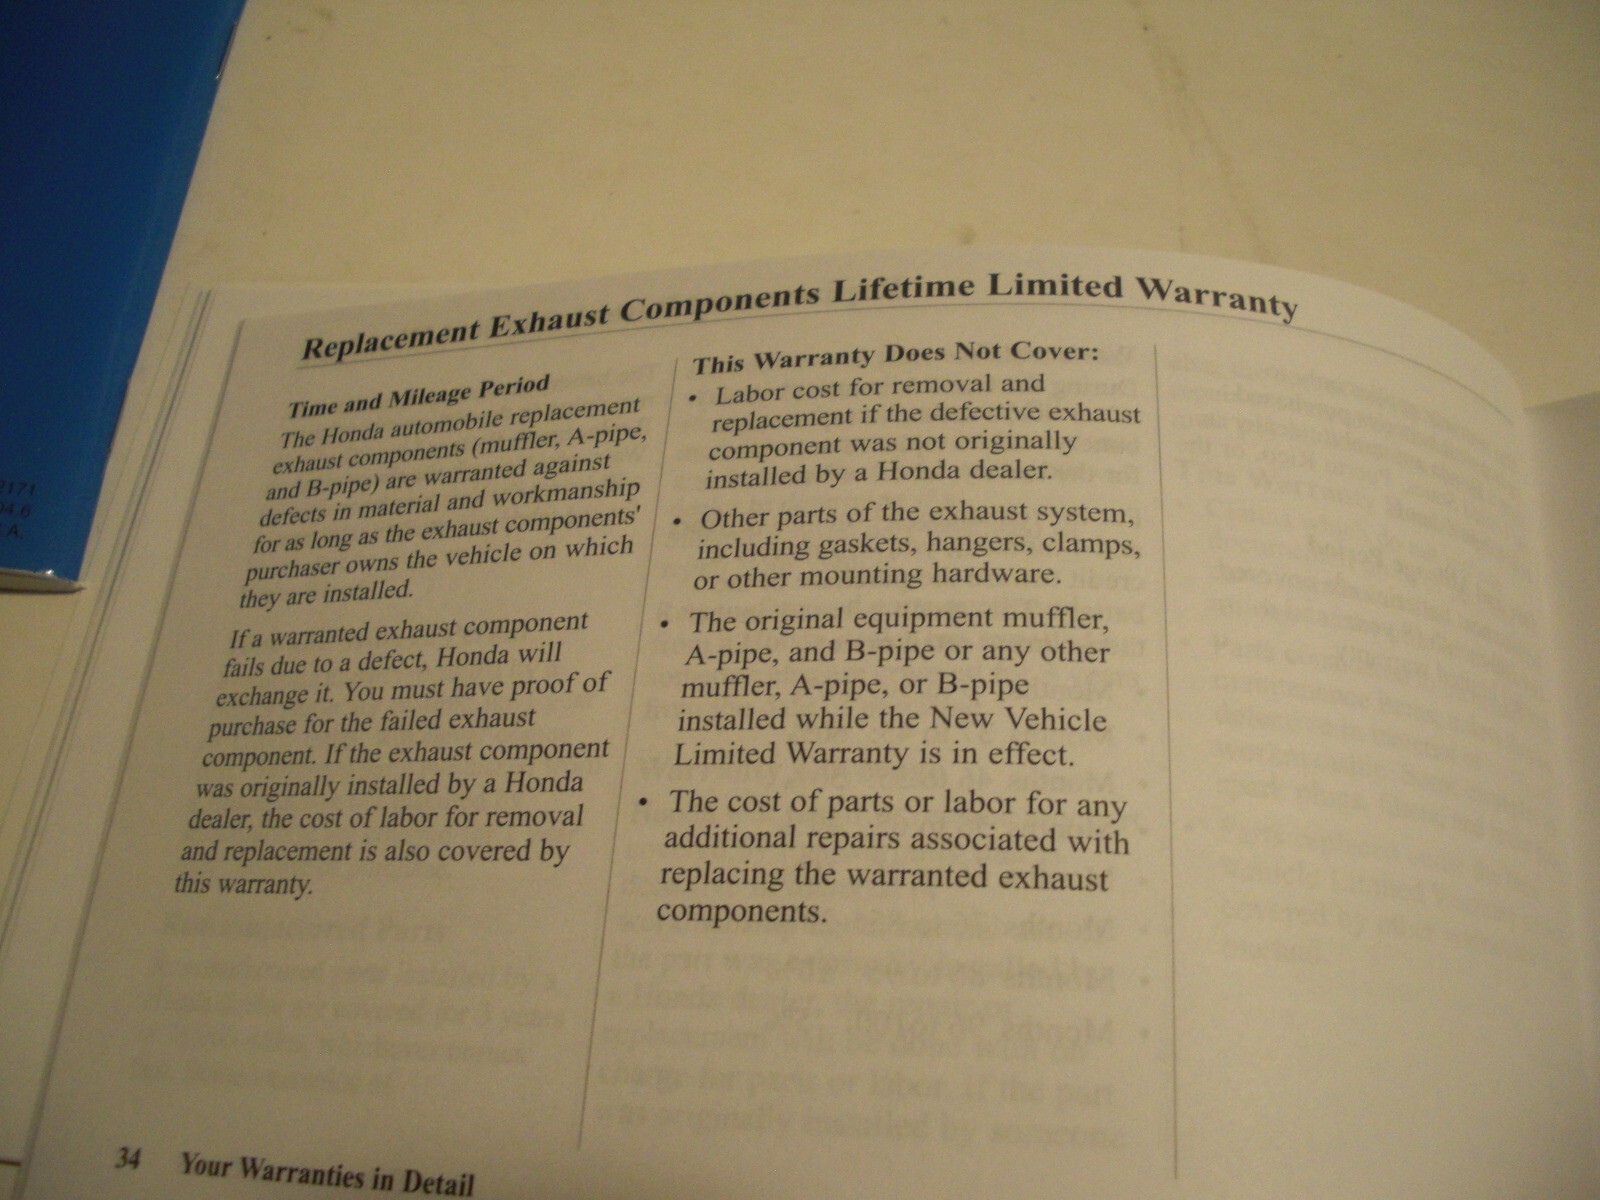 Replacement Exhaust Components Lifetime Limited Warranty
Time and Mileage Period
The Honda automobile replacement
exhaust components (muffler, A-pipe,
and B-pipe) are warranted against
defects in material and workmanship
for as long as the exhaust components'
purchaser owns the vehicle on which
they are installed.
If a warranted exhaust component
fails due to a defect, Honda will
exchange it. You must have proof of
purchase for the failed exhaust
component. If the exhaust component
was originally installed by a Honda
dealer, the cost of labor for removal
and replacement is also covered by
this warranty.
This Warranty Does Not Cover:
• Labor cost for removal and
replacement if the defective exhaust
component was not originally
installed by a Honda dealer.
• Other parts of the exhaust system,
including gaskets, hangers, clamps,
or other mounting hardware.
• The original equipment muffler,
A-pipe, and B-pipe or any other
muffler, A-pipe, or B-pipe
installed while the New Vehicle
Limited Warranty is in effect.
• The cost of parts or labor for any
additional repairs associated with
replacing the warranted exhaust
components.
34 Your Warranties in Detail